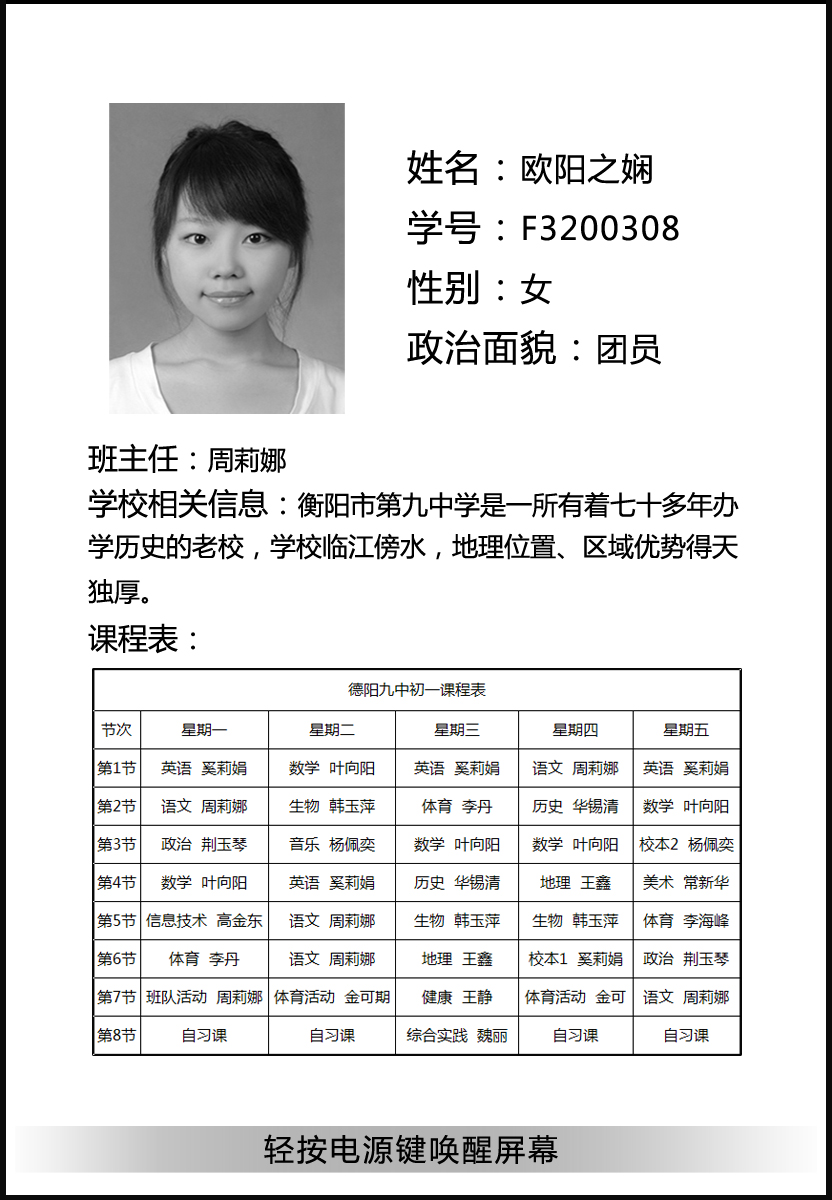 姓名：欧阳之娴
学号：F3200308
性别：女
政治面貌：团员
班主任：周莉娜
学校相关信息：衡阳市第九中学是一所有着七十多年办
学历史的老校，学校临江傍水，地理位置、区域优势得天
独厚。
课程表：
德阳九中初一课程表
节次 星期一 星期二 星期三 星期四 星期五
第1节 英语 奚莉娟 数学 叶向阳 英语 奚莉娟 语文 周莉娜 英语 奚莉娟
第2节 语文 周莉娜 生物 韩玉萍 体育 李丹 历史 华锡清 数学 叶向阳
第3节 政治 荆玉琴 音乐 杨佩奕 数学 叶向阳 数学 叶向阳 校本2 杨佩奕
第4节 数学 叶向阳 英语 奚莉娟 历史 华锡清 地理 王鑫 美术 常新华
第5节 信息技术 高金东 语文 周莉娜 生物 韩玉萍 生物 韩玉萍 体育 李海峰
第6节 体育 李丹 语文 周莉娜 地理 王鑫 校本1 奚莉娟 政治 荆玉琴
第7节 班队活动 周莉娜 体育活动 金可期 健康 王静 体育活动 金可 语文 周莉娜
第8节 自习课 自习课 综合实践 魏丽 自习课 自习课
轻按电源键唤醒屏幕